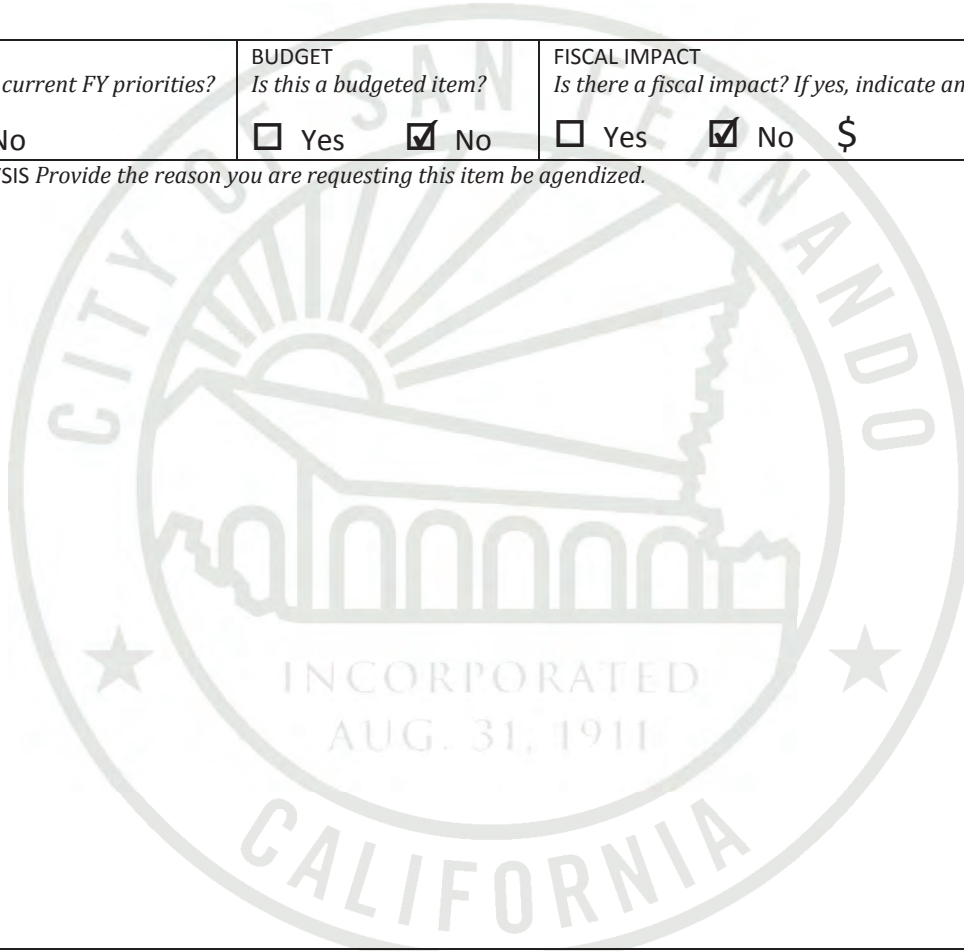 BUDGET
FISCAL IMPACT
current FY priorities?
Is this a budgeted item?
Is there a fiscal impact? If yes, indicate
No
☐ Yes ☑ No
☐ Yes ☑ No $
SIS Provide the reason you are requesting this item be agendized.
CITY OF SAN FERNANDO
INCORPORATED
AUG. 31, 1911
CALIFORNIA